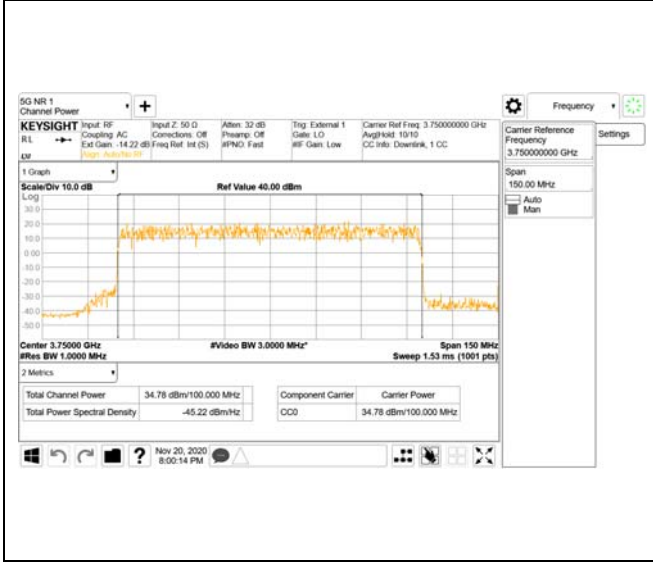 5G NR 1
Channel Power
Frequency
KEYSIGHT
RL
Input: RF
Coupling: AC
Ext Gain: -14.22 dB
Align: Auto/No RF
Input Z: 50 Ω
Corrections: Off
Freq Ref: Int (S)
Atten: 32 dB
Preamp: Off
#PNO: Fast
Trig: External 1
Gate: LO
#IF Gain: Low
Carrier Ref Freq: 3.750000000 GHz
Avg|Hold: 10/10
CC Info: Downlink, 1 CC
Carrier Reference
Frequency
3.750000000 GHz
Settings
Span
150.00 MHz
Auto
Man
1 Graph
Scale/Div 10.0 dB
Ref Value 40.00 dBm
Log
30.0
20.0
10.0
0.00
-10.0
-20.0
-30.0
-40.0
-50.0
Center 3.75000 GHz
#Video BW 3.0000 MHz*
Span 150 MHz
#Res BW 1.0000 MHz
Sweep 1.53 ms (1001 pts)
2 Metrics
Total Channel Power 34.78 dBm/100.000 MHz
Total Power Spectral Density -45.22 dBm/Hz
Component Carrier Carrier Power
CC0 34.78 dBm/100.000 MHz
Nov 20, 2020
8:00:14 PM